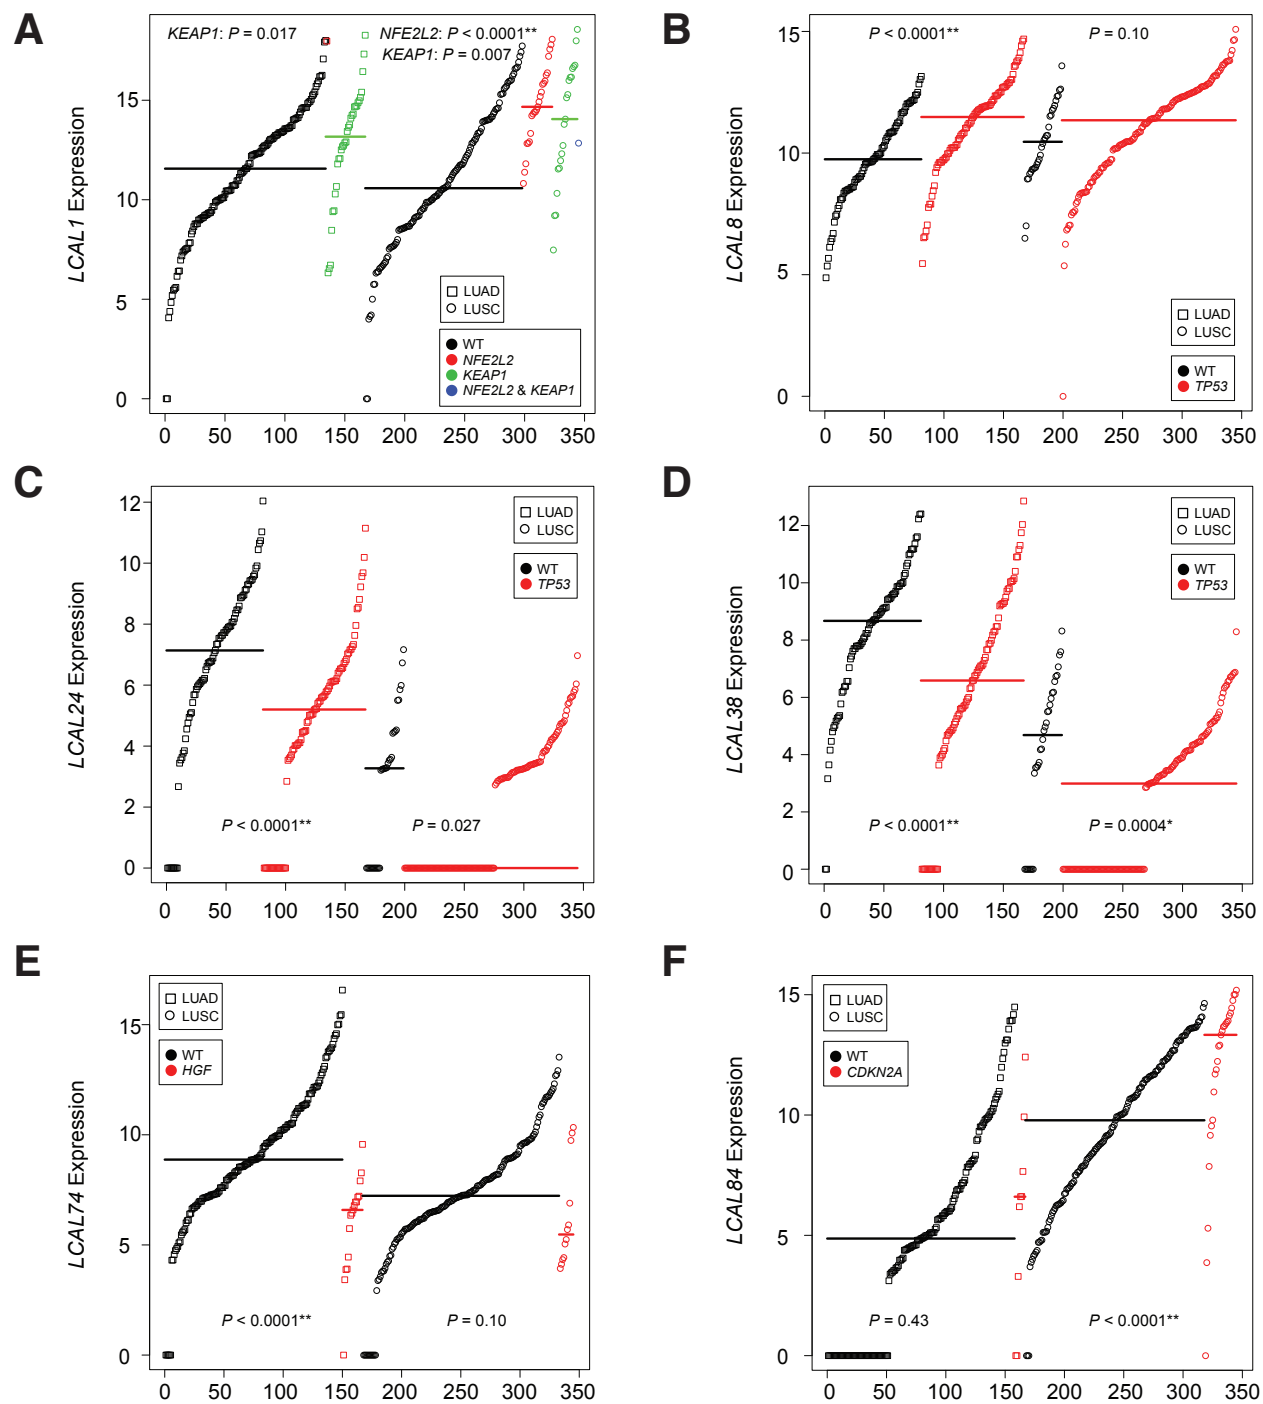 A
KEAP1: P = 0.017
NFE2L2: P < 0.0001**
KEAP1: P = 0.007
LCAL1 Expression
15
10
5
0
LUAD
LUSC
WT
NFE2L2
KEAP1
NFE2L2 & KEAP1
0 50 100 150 200 250 300 350
B
P < 0.0001**
P = 0.10
LCAL8 Expression
15
10
5
0
LUAD
LUSC
WT
TP53
0 50 100 150 200 250 300 350
C
LCAL24 Expression
12
10
8
6
4
2
0
LUAD
LUSC
WT
TP53
P < 0.0001**
P = 0.027
0 50 100 150 200 250 300 350
D
LCAL38 Expression
12
10
8
6
4
2
0
LUAD
LUSC
WT
TP53
P < 0.0001**
P = 0.0004*
0 50 100 150 200 250 300 350
E
LCAL74 Expression
15
10
5
0
LUAD
LUSC
WT
HGF
P < 0.0001**
P = 0.10
0 50 100 150 200 250 300 350
F
LCAL84 Expression
15
10
5
0
LUAD
LUSC
WT
CDKN2A
P = 0.43
P < 0.0001**
0 50 100 150 200 250 300 350